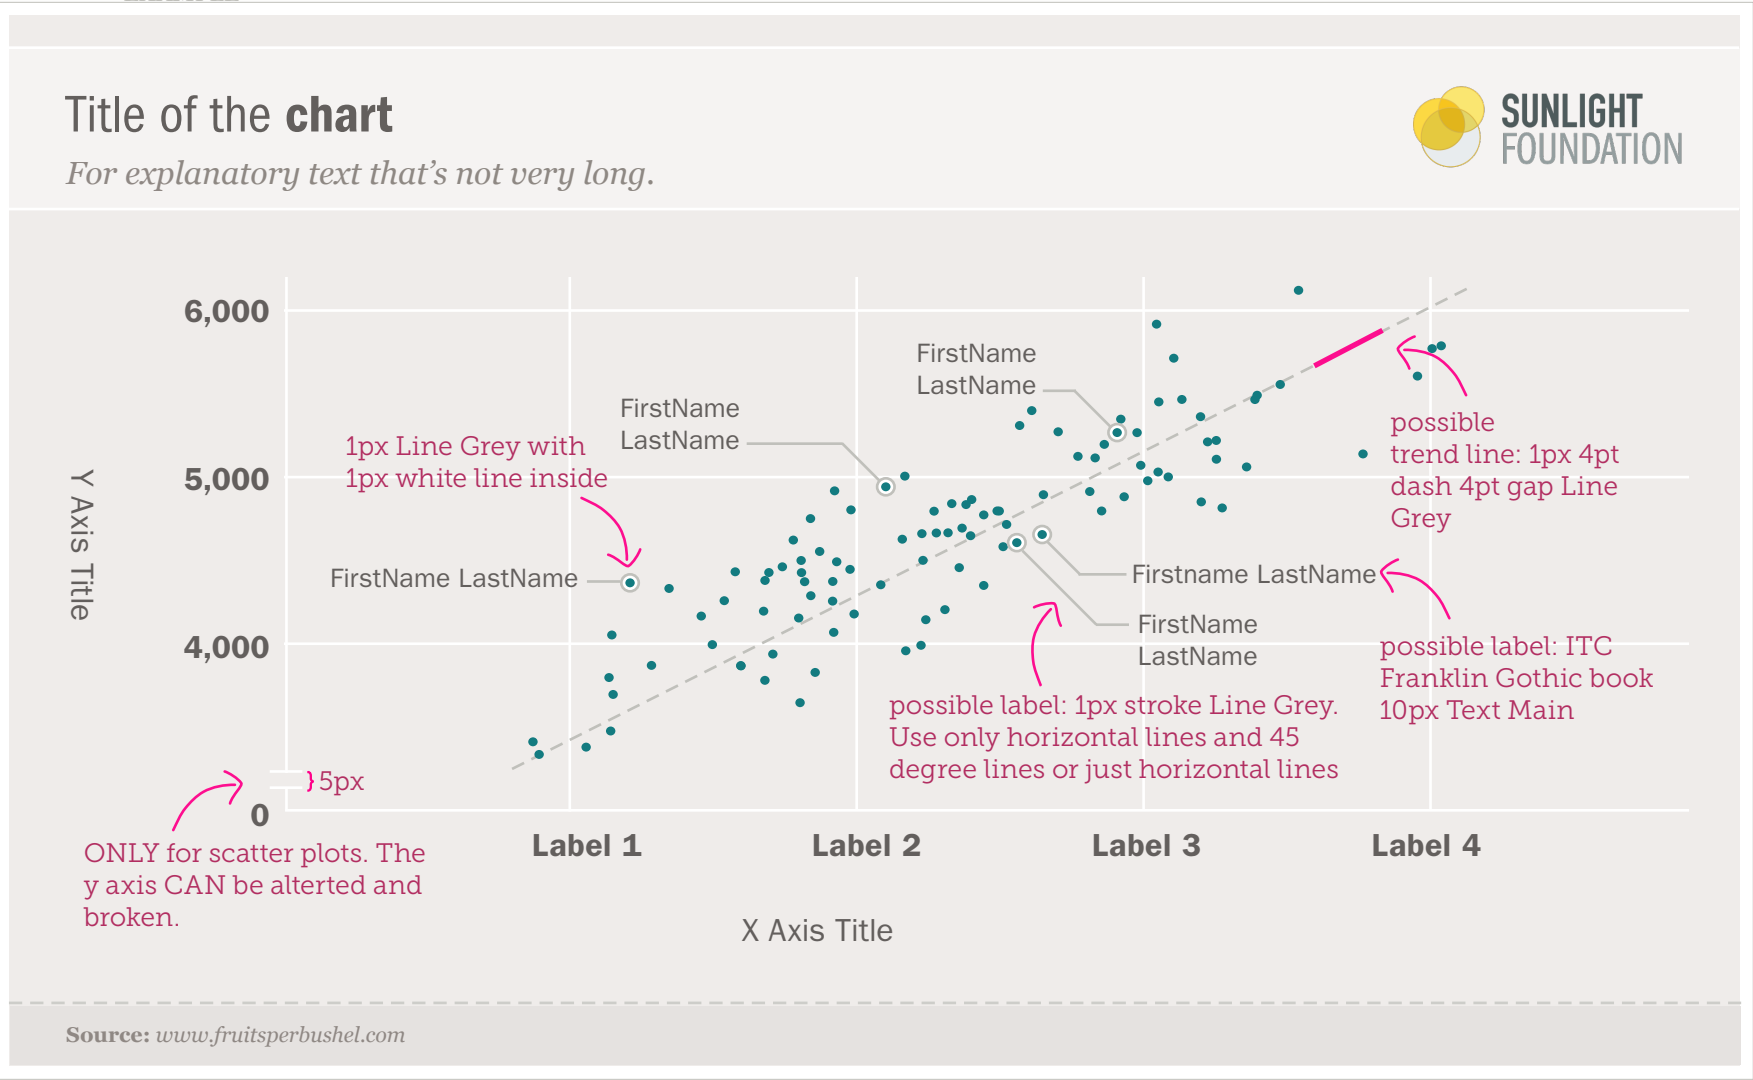 Title of the chart
For explanatory text that's not very long.
SUNLIGHT
FOUNDATION
6,000
5,000
4,000
0
Y Axis Title
FirstName
LastName
FirstName
LastName
1px Line Grey with
1px white line inside
FirstName LastName
possible
trend line: 1px 4pt
dash 4pt gap Line
Grey
Firstname LastName
FirstName
LastName
possible label: ITC
Franklin Gothic book
10px Text Main
possible label: 1px stroke Line Grey.
Use only horizontal lines and 45
degree lines or just horizontal lines
5px
ONLY for scatter plots. The
y axis CAN be alterted and
broken.
Label 1
Label 2
Label 3
Label 4
X Axis Title
Source: www.fruitsperbushel.com